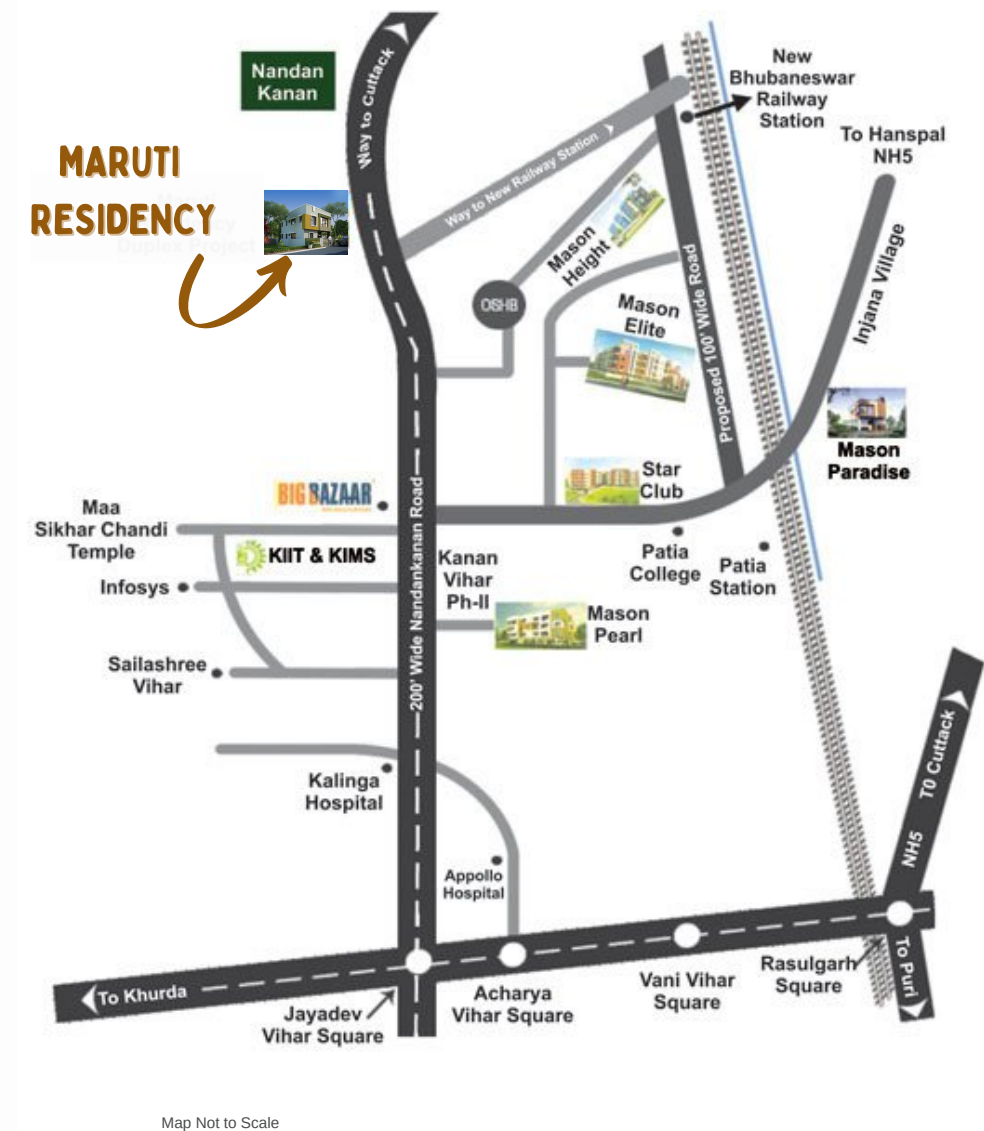 Nandan
Kanan
Way to Cuttack
New
Bhubaneswar
Railway
Station
To Hanspal
NH5
MARUTI
RESIDENCY
Duplex Project
Way to New Railway Station
Mason
Height
OSHB
Mason
Elite
Proposed 100' Wide Road
Injana Village
Mason
Paradise
BIG BAZAAR
Star
Club
Maa
Sikhar Chandi
Temple
KIIT & KIMS
Infosys
200' Wide Nandankanan Road
Kanan
Vihar
Ph-II
Patia
College
Patia
Station
Mason
Pearl
Sailashree
Vihar
Kalinga
Hospital
Appollo
Hospital
T0 Cuttack
NH5
To Khurda
Jayadev
Vihar Square
Acharya
Vihar Square
Vani Vihar
Square
Rasulgarh
Square
To Puri
Map Not to Scale